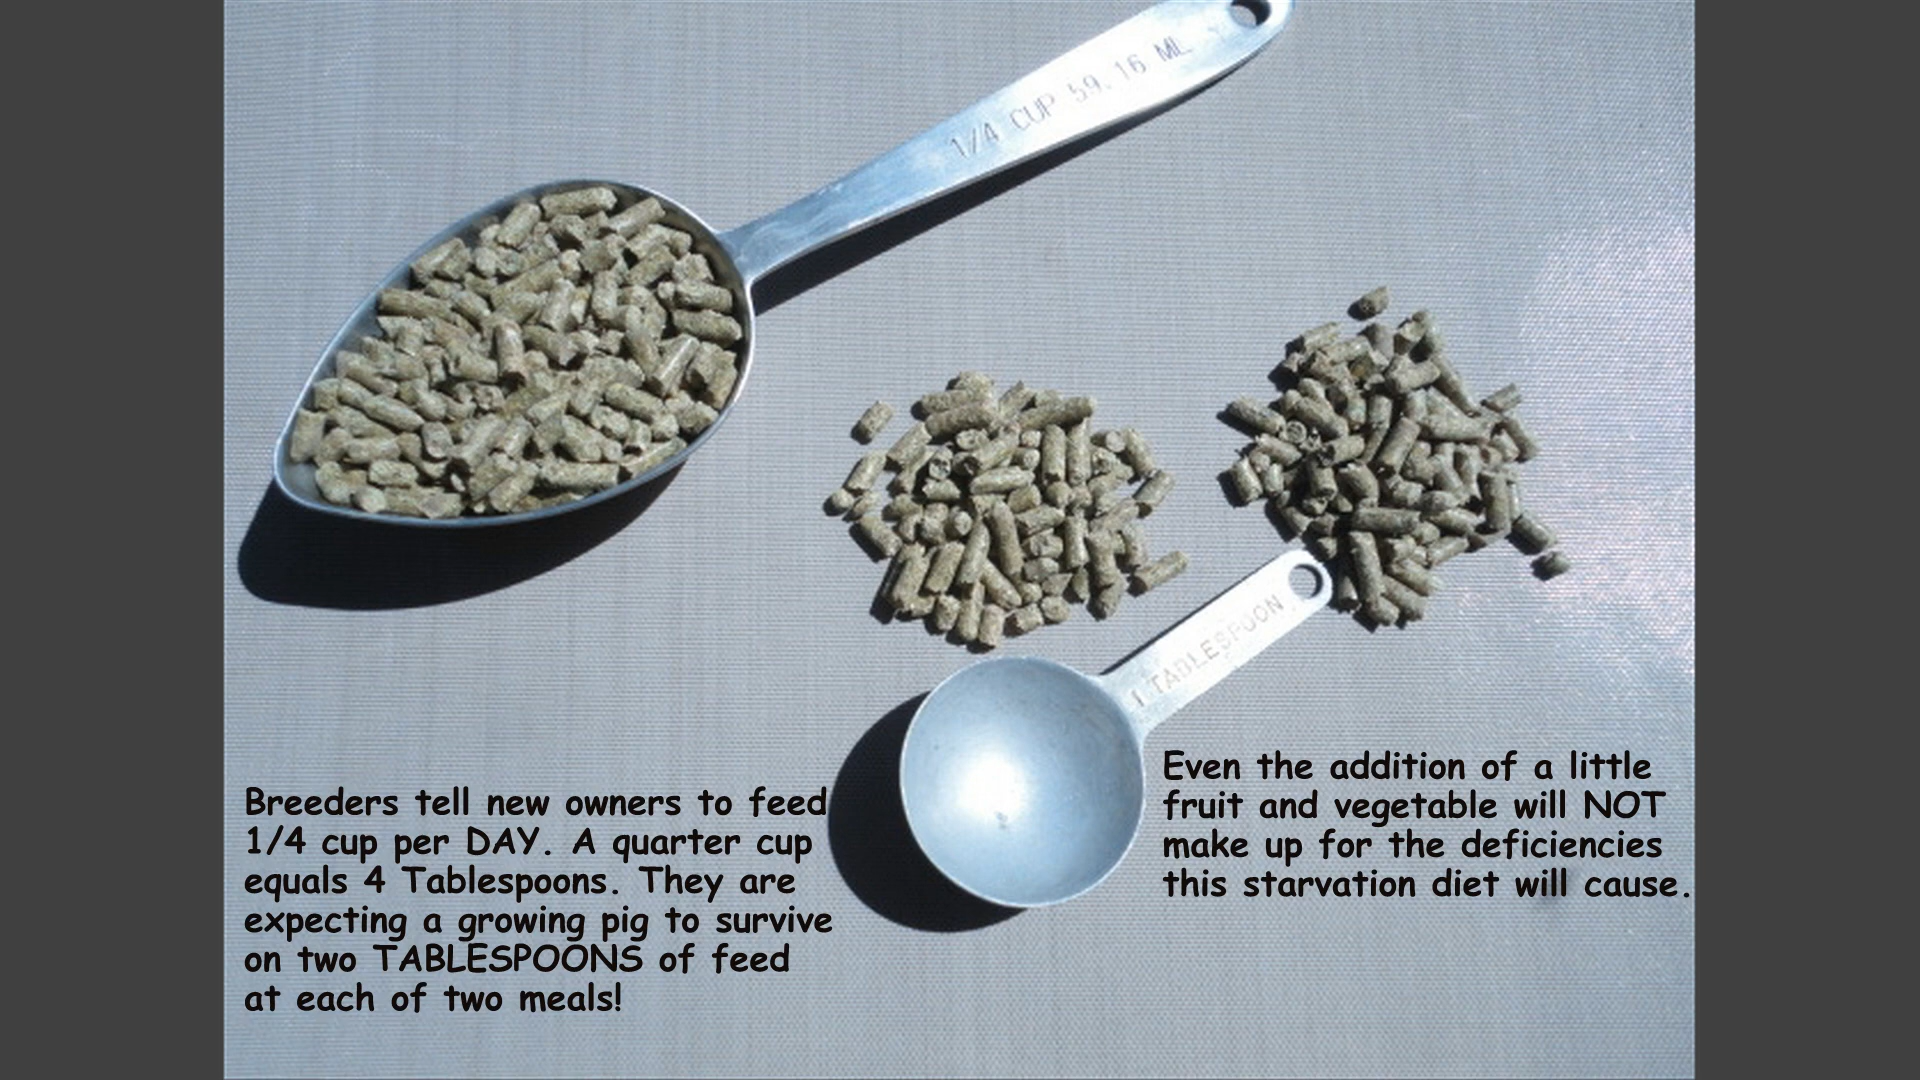 1/4 CUP 59.16 ML
1 TABLESPOON
Breeders tell new owners to feed
1/4 cup per DAY. A quarter cup
equals 4 Tablespoons. They are
expecting a growing pig to survive
on two TABLESPOONS of feed
at each of two meals!
Even the addition of a little
fruit and vegetable will NOT
make up for the deficiencies
this starvation diet will cause.